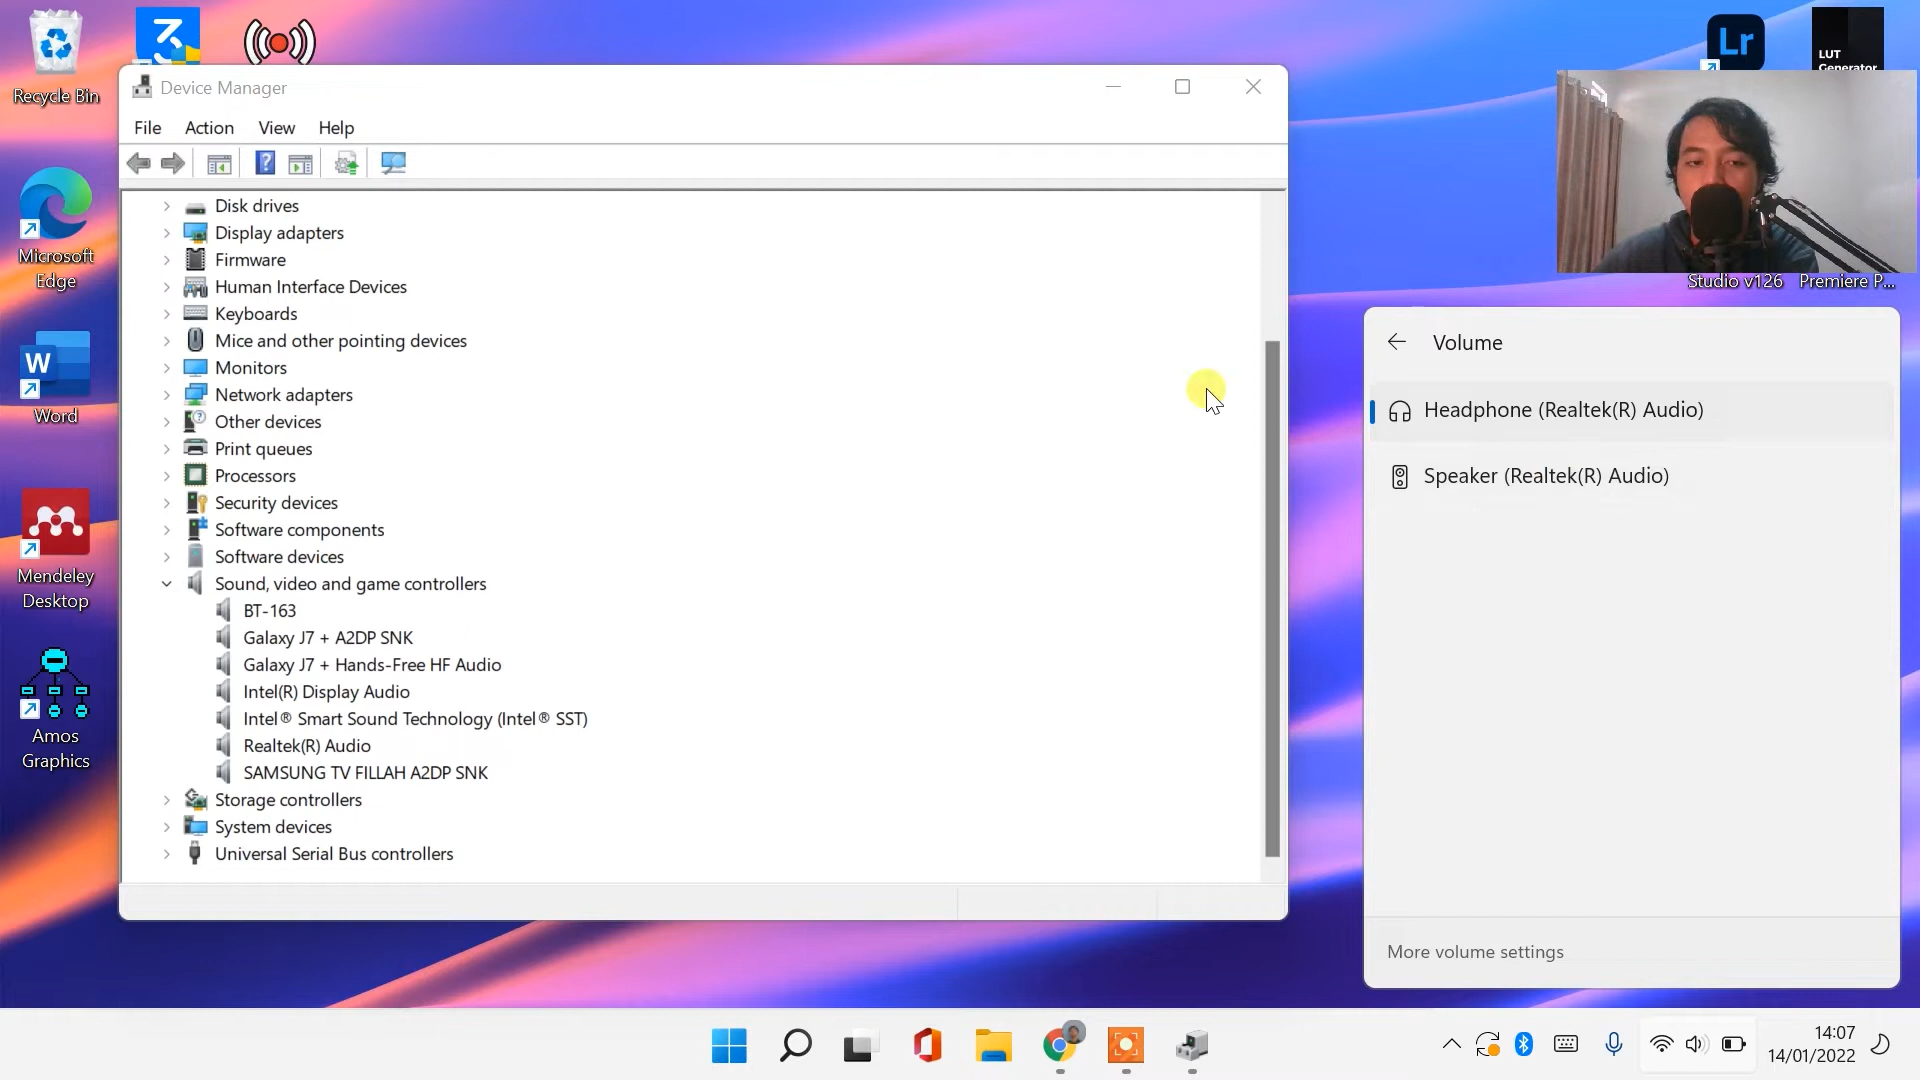 Recycle Bin
3
Lr
LUT
Generator
Device Manager
File Action View Help
Disk drives
Display adapters
Firmware
Human Interface Devices
Keyboards
Mice and other pointing devices
Monitors
Network adapters
Other devices
Print queues
Processors
Security devices
Software components
Software devices
Sound, video and game controllers
BT-163
Galaxy J7 + A2DP SNK
Galaxy J7 + Hands-Free HF Audio
Intel(R) Display Audio
Intel® Smart Sound Technology (Intel® SST)
Realtek(R) Audio
SAMSUNG TV FILLAH A2DP SNK
Storage controllers
System devices
Universal Serial Bus controllers
Microsoft
Edge
W
Word
Mendeley
Desktop
Amos
Graphics
Studio v126 Premiere P...
Volume
Headphone (Realtek(R) Audio)
Speaker (Realtek(R) Audio)
More volume settings
14:07
14/01/2022